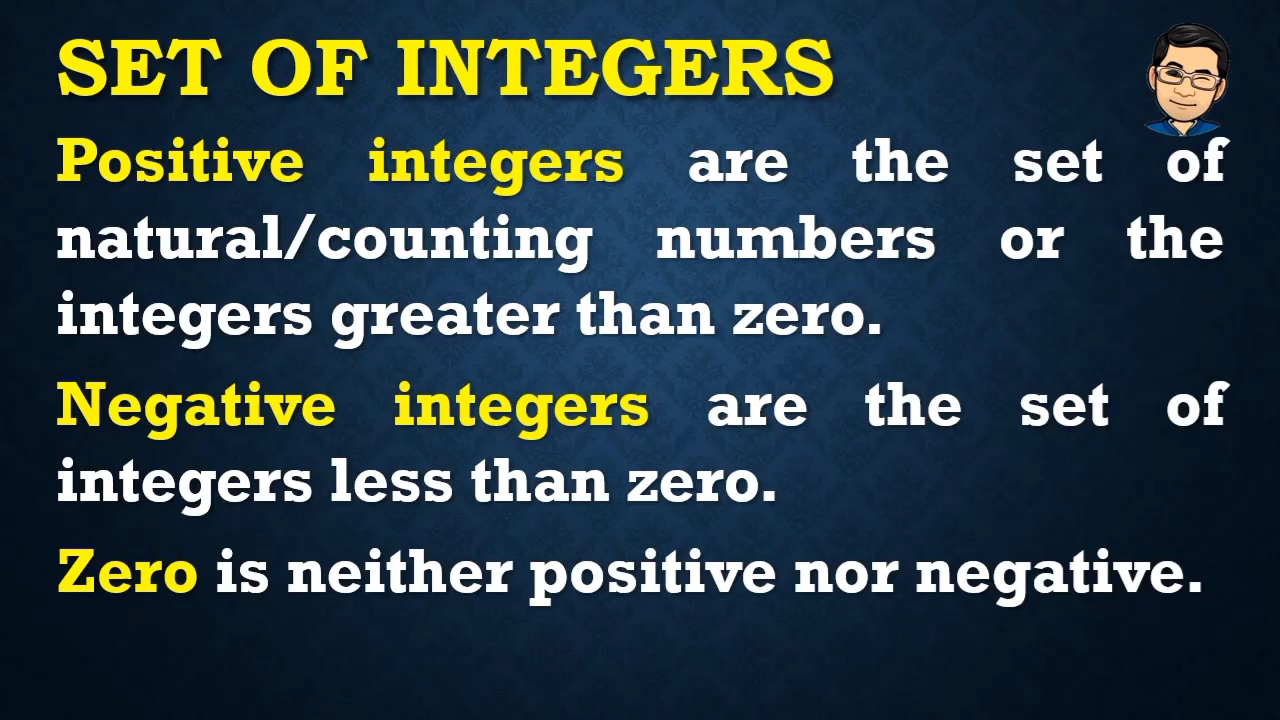 SET OF INTEGERS
Positive integers are the set of
natural/counting numbers or the
integers greater than zero.
Negative integers are the set of
integers less than zero.
Zero is neither positive nor negative.